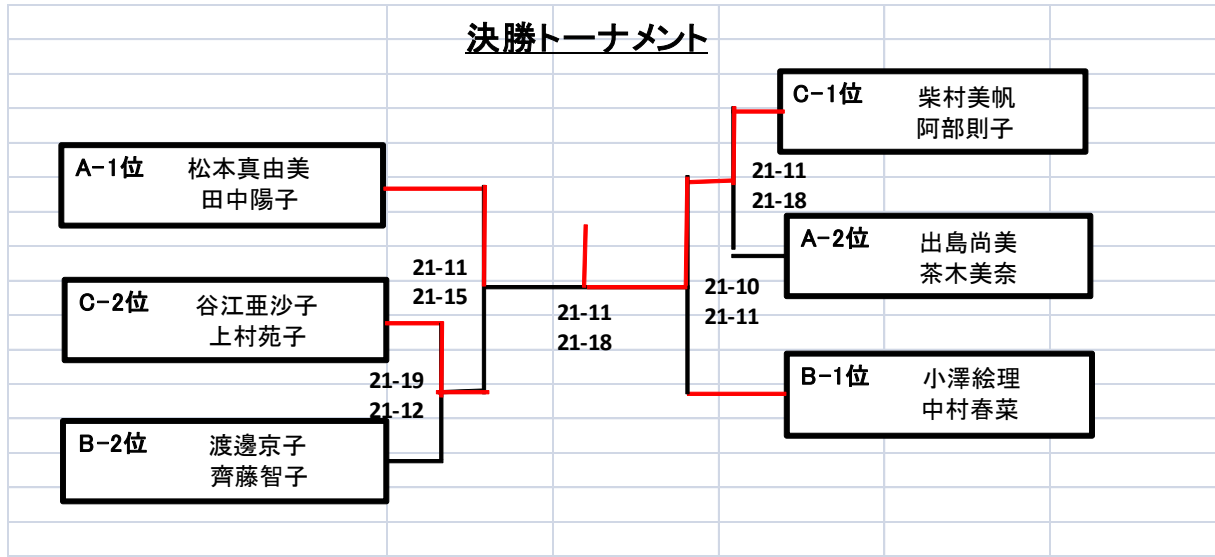 決勝トーナメント
C-1位 柴村美帆
阿部則子
A-1位 松本真由美
田中陽子
21-11
21-18
A-2位 出島尚美
茶木美奈
21-11
21-15
C-2位 谷江亜沙子
上村苑子
21-10
21-11
21-11
21-18
B-1位 小澤絵理
中村春菜
21-19
21-12
B-2位 渡邊京子
齊藤智子